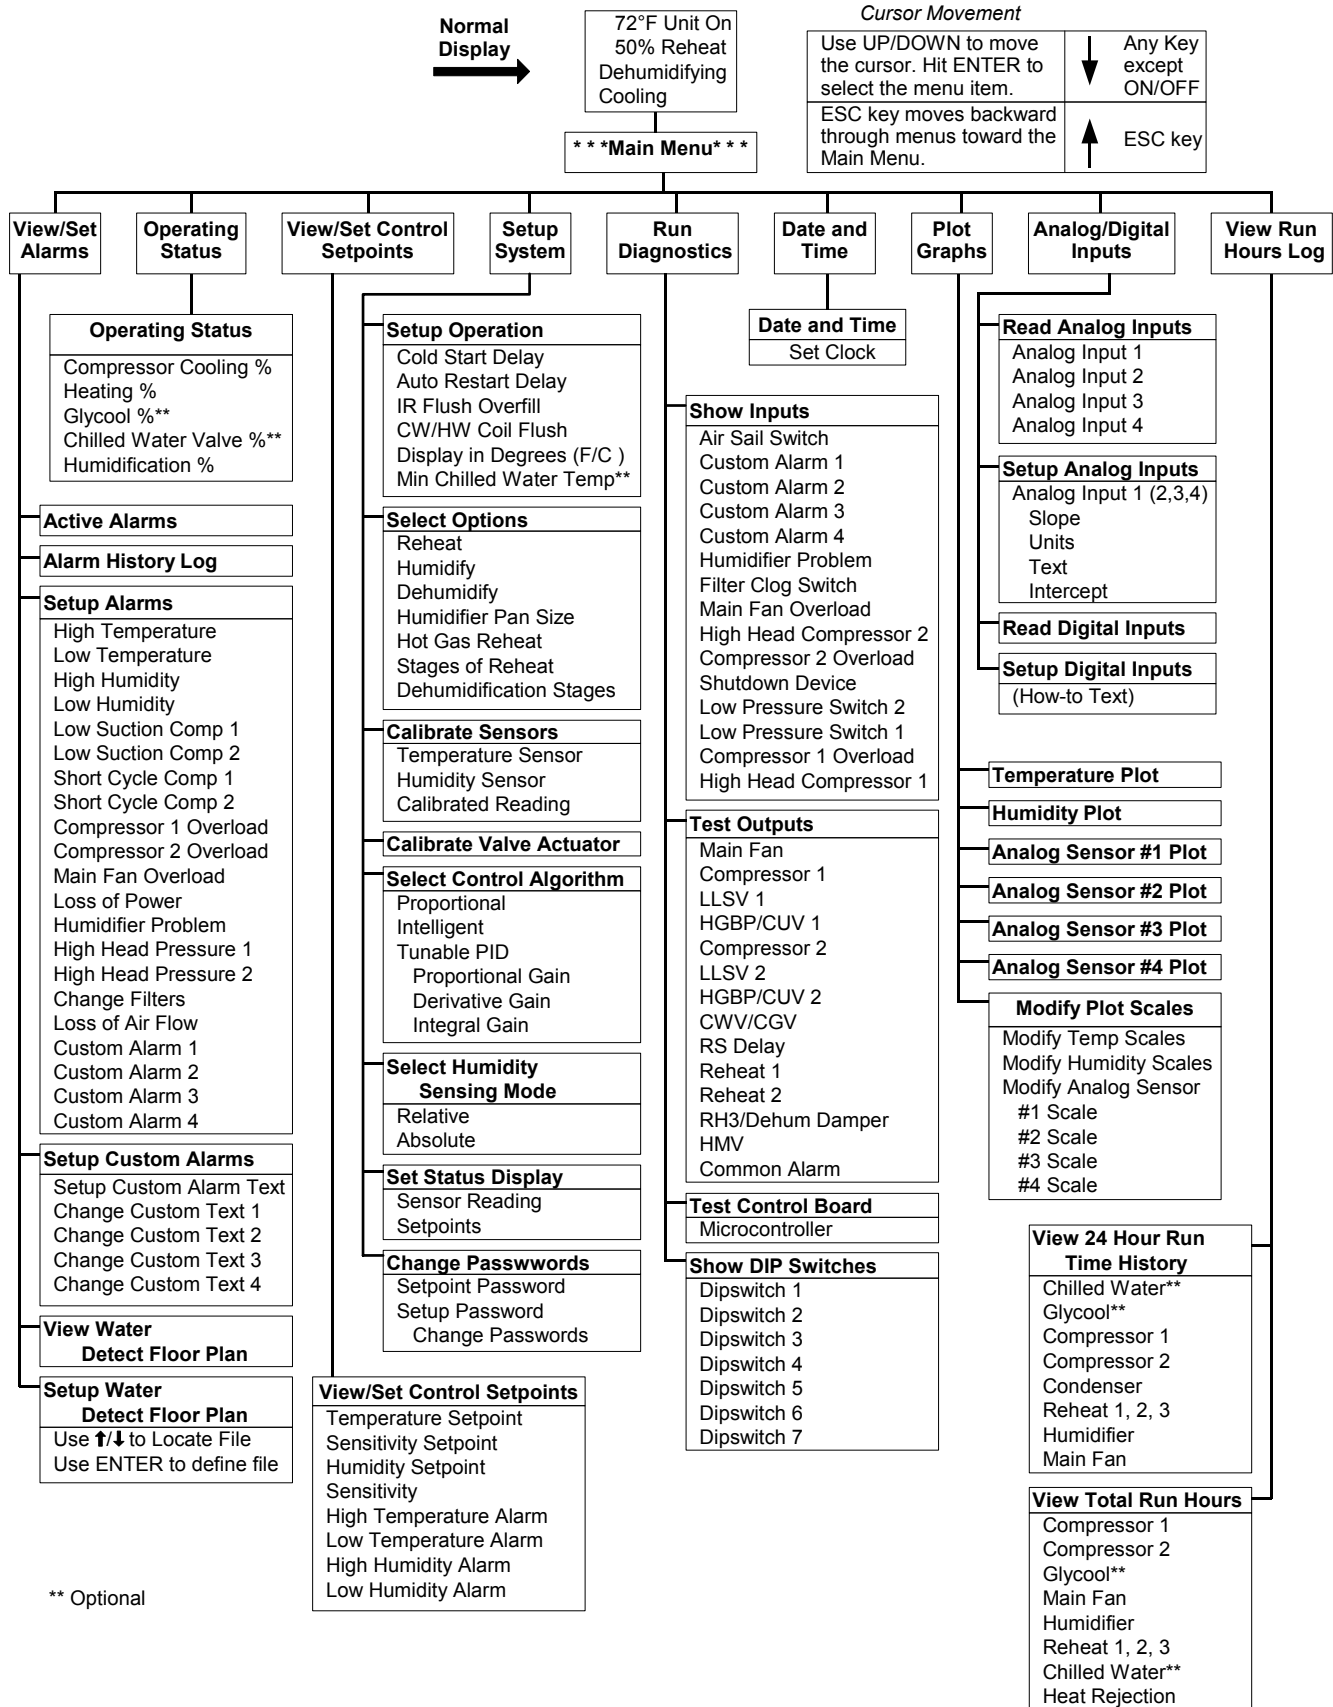 Normal
Display
72°F Unit On
50% Reheat
Dehumidifying
Cooling
* * *Main Menu* * *
Cursor Movement
Use UP/DOWN to move
the cursor. Hit ENTER to
select the menu item.
Any Key
except
ON/OFF
ESC key moves backward
through menus toward the
Main Menu.
ESC key
View/Set
Alarms
Operating
Status
View/Set Control
Setpoints
Setup
System
Run
Diagnostics
Date and
Time
Plot
Graphs
Analog/Digital
Inputs
View Run
Hours Log
Operating Status
Compressor Cooling %
Heating %
Glycool %**
Chilled Water Valve %**
Humidification %
Active Alarms
Alarm History Log
Setup Alarms
High Temperature
Low Temperature
High Humidity
Low Humidity
Low Suction Comp 1
Low Suction Comp 2
Short Cycle Comp 1
Short Cycle Comp 2
Compressor 1 Overload
Compressor 2 Overload
Main Fan Overload
Loss of Power
Humidifier Problem
High Head Pressure 1
High Head Pressure 2
Change Filters
Loss of Air Flow
Custom Alarm 1
Custom Alarm 2
Custom Alarm 3
Custom Alarm 4
Setup Custom Alarms
Setup Custom Alarm Text
Change Custom Text 1
Change Custom Text 2
Change Custom Text 3
Change Custom Text 4
View Water
Detect Floor Plan
Setup Water
Detect Floor Plan
Use ⬆/⬇ to Locate File
Use ENTER to define file
** Optional
Setup Operation
Cold Start Delay
Auto Restart Delay
IR Flush Overfill
CW/HW Coil Flush
Display in Degrees (F/C )
Min Chilled Water Temp**
Select Options
Reheat
Humidify
Dehumidify
Humidifier Pan Size
Hot Gas Reheat
Stages of Reheat
Dehumidification Stages
Calibrate Sensors
Temperature Sensor
Humidity Sensor
Calibrated Reading
Calibrate Valve Actuator
Select Control Algorithm
Proportional
Intelligent
Tunable PID
Proportional Gain
Derivative Gain
Integral Gain
Select Humidity
Sensing Mode
Relative
Absolute
Set Status Display
Sensor Reading
Setpoints
Change Passwwords
Setpoint Password
Setup Password
Change Passwords
View/Set Control Setpoints
Temperature Setpoint
Sensitivity Setpoint
Humidity Setpoint
Sensitivity
High Temperature Alarm
Low Temperature Alarm
High Humidity Alarm
Low Humidity Alarm
Show Inputs
Air Sail Switch
Custom Alarm 1
Custom Alarm 2
Custom Alarm 3
Custom Alarm 4
Humidifier Problem
Filter Clog Switch
Main Fan Overload
High Head Compressor 2
Compressor 2 Overload
Shutdown Device
Low Pressure Switch 2
Low Pressure Switch 1
Compressor 1 Overload
High Head Compressor 1
Test Outputs
Main Fan
Compressor 1
LLSV 1
HGBP/CUV 1
Compressor 2
LLSV 2
HGBP/CUV 2
CWV/CGV
RS Delay
Reheat 1
Reheat 2
RH3/Dehum Damper
HMV
Common Alarm
Test Control Board
Microcontroller
Show DIP Switches
Dipswitch 1
Dipswitch 2
Dipswitch 3
Dipswitch 4
Dipswitch 5
Dipswitch 6
Dipswitch 7
Date and Time
Set Clock
Read Analog Inputs
Analog Input 1
Analog Input 2
Analog Input 3
Analog Input 4
Setup Analog Inputs
Analog Input 1 (2,3,4)
Slope
Units
Text
Intercept
Read Digital Inputs
Setup Digital Inputs
(How-to Text)
Temperature Plot
Humidity Plot
Analog Sensor #1 Plot
Analog Sensor #2 Plot
Analog Sensor #3 Plot
Analog Sensor #4 Plot
Modify Plot Scales
Modify Temp Scales
Modify Humidity Scales
Modify Analog Sensor
#1 Scale
#2 Scale
#3 Scale
#4 Scale
View 24 Hour Run
Time History
Chilled Water**
Glycool**
Compressor 1
Compressor 2
Condenser
Reheat 1, 2, 3
Humidifier
Main Fan
View Total Run Hours
Compressor 1
Compressor 2
Glycool**
Main Fan
Humidifier
Reheat 1, 2, 3
Chilled Water**
Heat Rejection